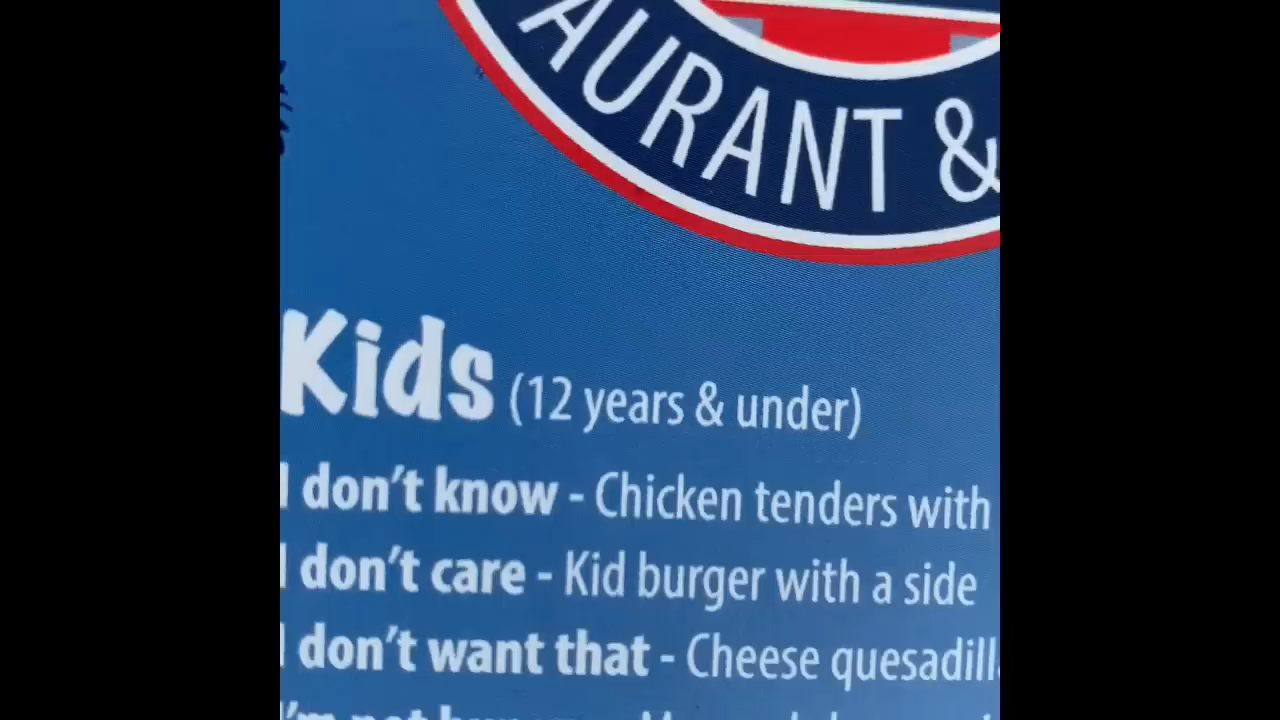 AURANT &
Kids (12 years & under)
I don't know - Chicken tenders with
I don't care - Kid burger with a side
I don't want that - Cheese quesadill